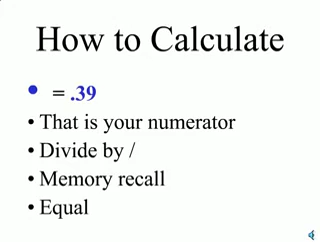 How to Calculate
• = .39
• That is your numerator
• Divide by /
• Memory recall
• Equal